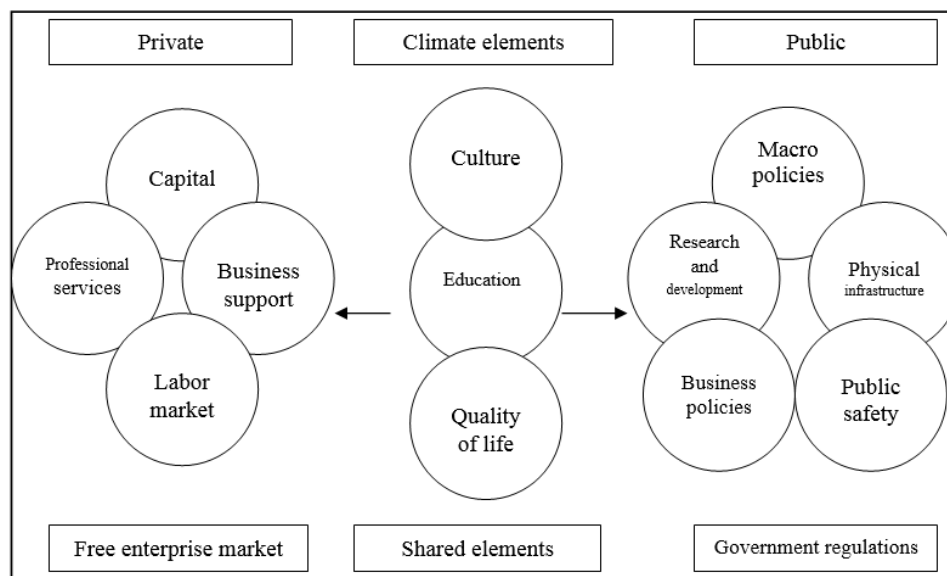 Private
Climate elements
Public
Capital
Professional
services
Business
support
Labor
market
Culture
Education
Quality
of life
Macro
policies
Research
and
development
Physical
infrastructure
Business
policies
Public
safety
Free enterprise market
Shared elements
Government regulations